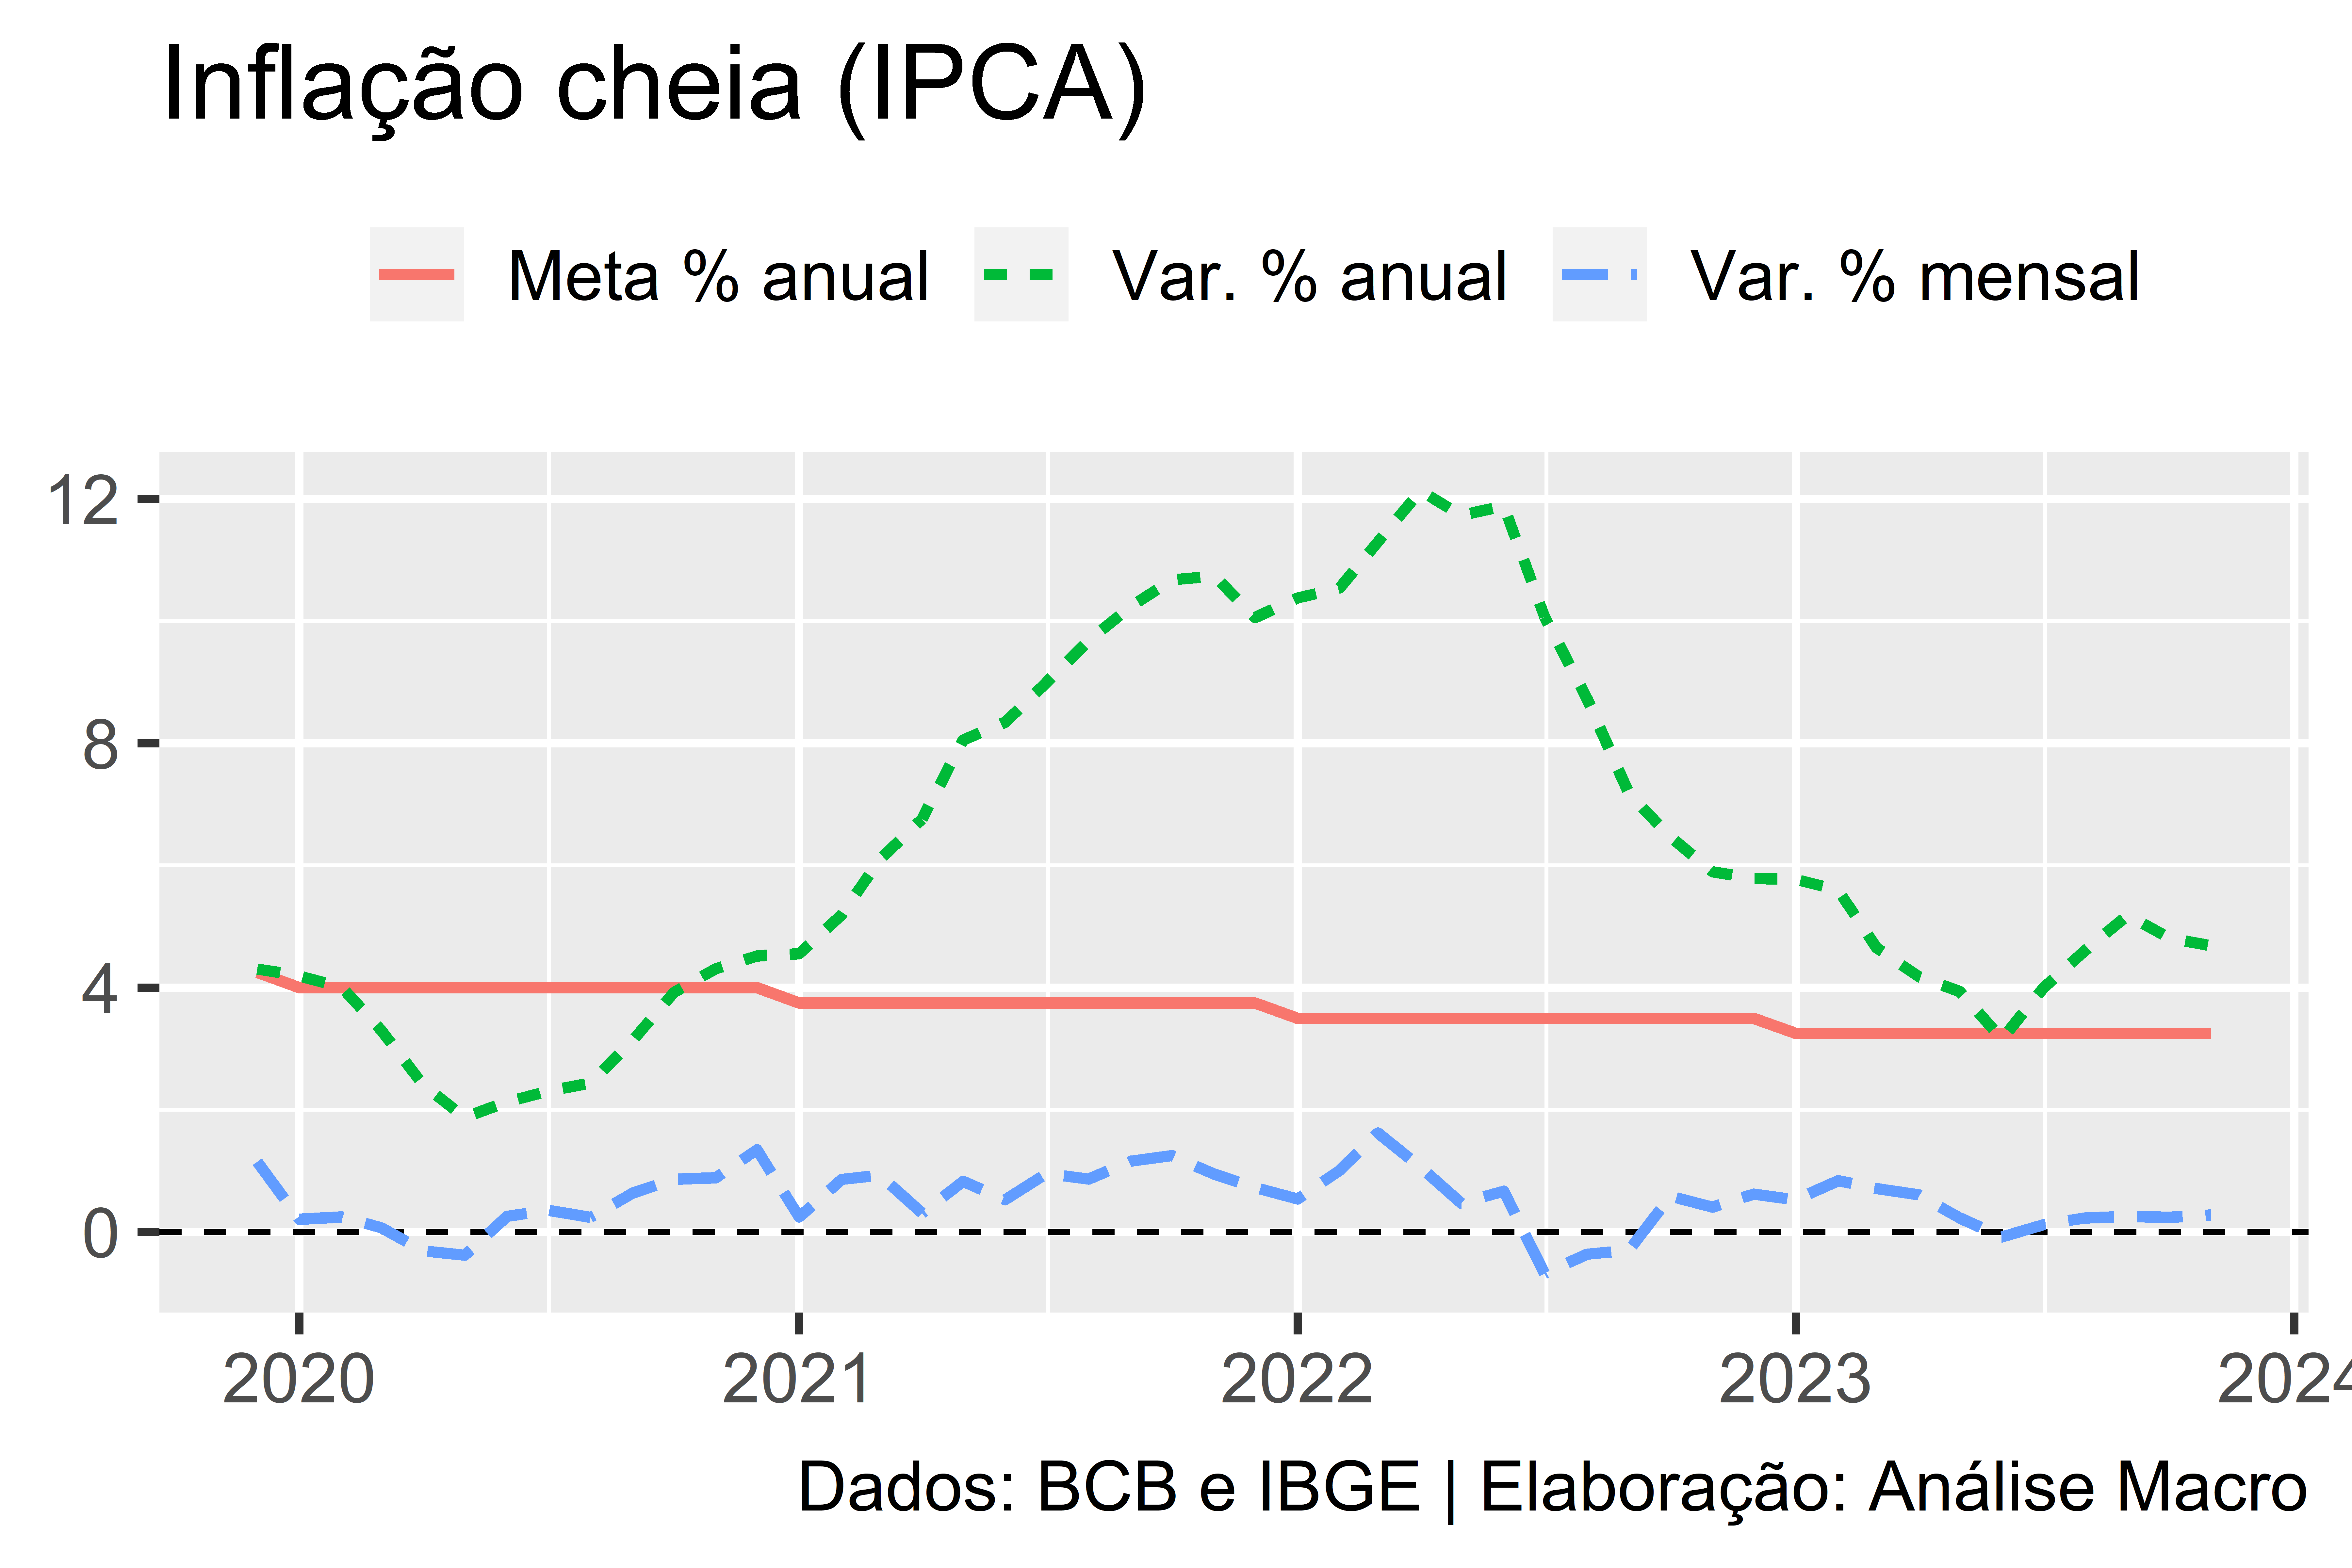 Inflação cheia (IPCA)
Meta % anual Var. % anual Var. % mensal
12
8
4
0
2020 2021 2022 2023 2024
Dados: BCB e IBGE | Elaboração: Análise Macro